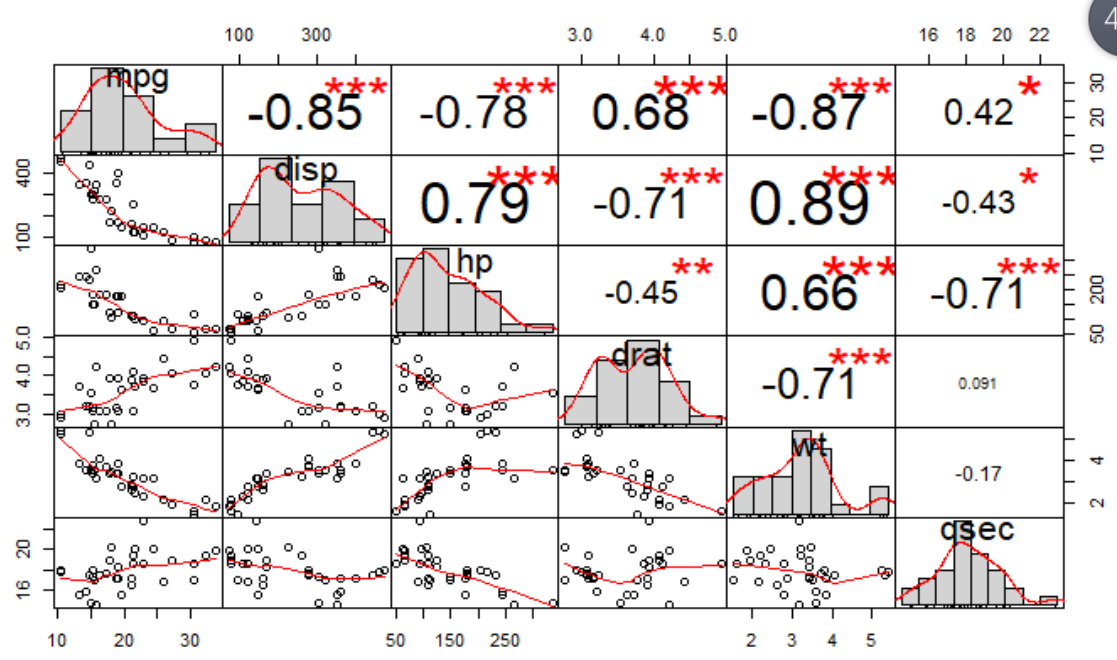 4
100 300 3.0 4.0 5.0 16 18 20 22
mpg -0.85 *** -0.78 *** 0.68 *** -0.87 *** 0.42 * 10 20 30
100 400 disp 0.79 *** -0.71 *** 0.89 *** -0.43 *
hp -0.45 ** 0.66 *** -0.71 *** 50 200
3.0 4.0 5.0 drat -0.71 *** 0.091
wt -0.17 2 4
16 20 qsec
10 20 30 50 150 250 2 3 4 5